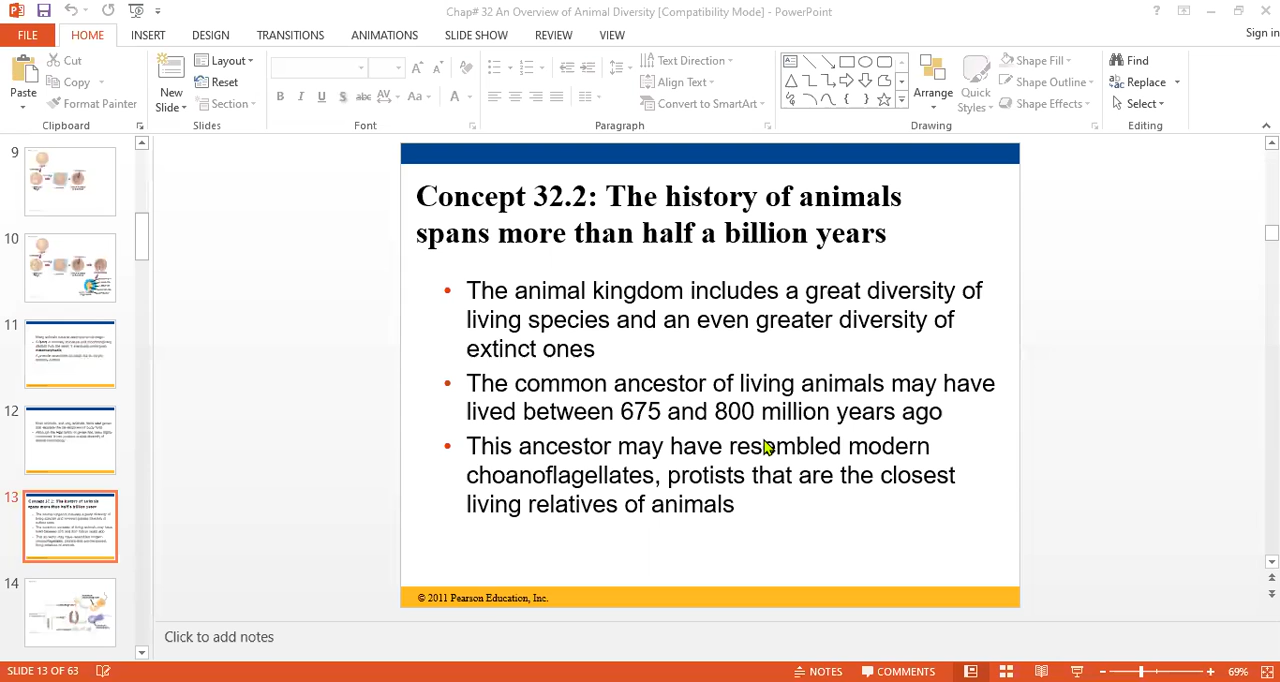 Chap# 32 An Overview of Animal Diversity [Compatibility Mode] - PowerPoint
Sign in
FILE HOME INSERT DESIGN TRANSITIONS ANIMATIONS SLIDE SHOW REVIEW VIEW
Paste
Cut
Copy
Format Painter
Clipboard
New Slide
Layout
Reset
Section
Slides
B I U S abc AV Aa A
Font
Text Direction
Align Text
Convert to SmartArt
Paragraph
Arrange
Quick Styles
Shape Fill
Shape Outline
Shape Effects
Drawing
Find
Replace
Select
Editing
9
10
11
12
13
14
Concept 32.2: The history of animals
spans more than half a billion years
• The animal kingdom includes a great diversity of
living species and an even greater diversity of
extinct ones
• The common ancestor of living animals may have
lived between 675 and 800 million years ago
• This ancestor may have resembled modern
choanoflagellates, protists that are the closest
living relatives of animals
© 2011 Pearson Education, Inc.
Click to add notes
SLIDE 13 OF 63
NOTES COMMENTS 69%